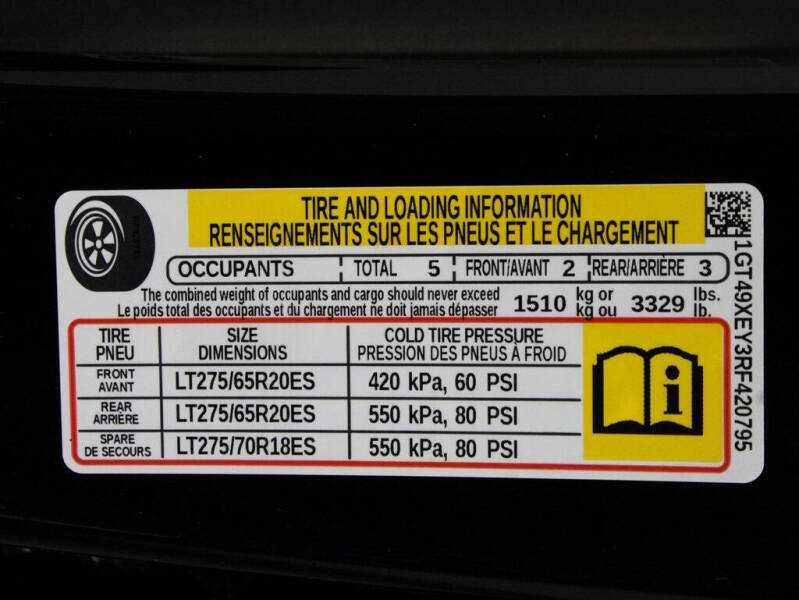 TIRE AND LOADING INFORMATION
RENSEIGNEMENTS SUR LES PNEUS ET LE CHARGEMENT
OCCUPANTS TOTAL 5 FRONT/AVANT 2 REAR/ARRIÈRE 3
The combined weight of occupants and cargo should never exceed 1510 kg or 3329 lbs.
Le poids total des occupants et du chargement ne doit jamais dépasser kg ou lb.
TIRE SIZE COLD TIRE PRESSURE
PNEU DIMENSIONS PRESSION DES PNEUS À FROID
FRONT
AVANT LT275/65R20ES 420 kPa, 60 PSI
REAR
ARRIÈRE LT275/65R20ES 550 kPa, 80 PSI
SPARE
DE SECOURS LT275/70R18ES 550 kPa, 80 PSI
i
1GT49XEY3RF420795